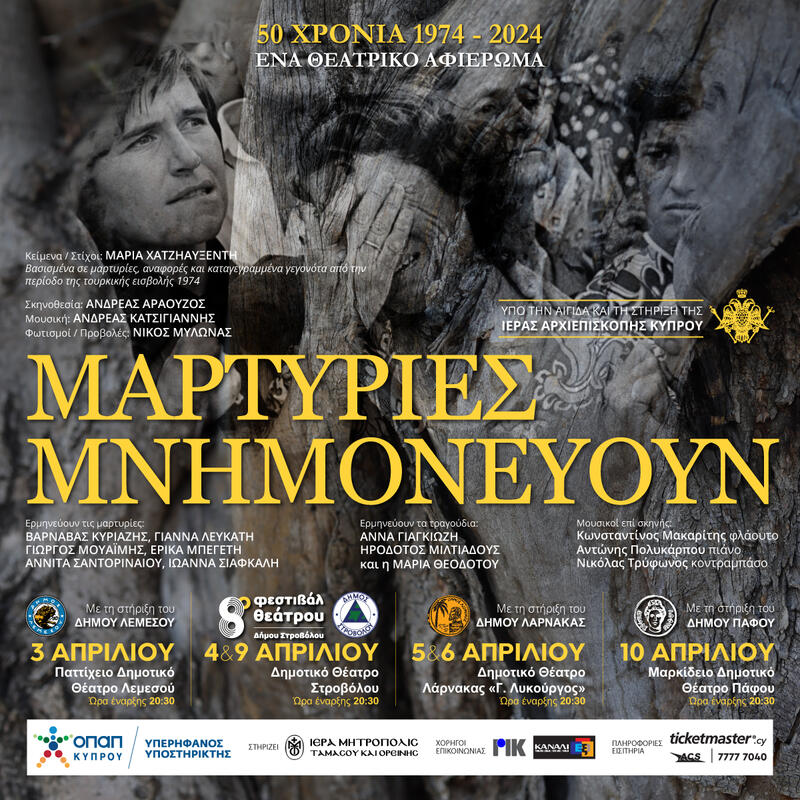 50 ΧΡΟΝΙΑ 1974 - 2024
ΕΝΑ ΘΕΑΤΡΙΚΟ ΑΦΙΕΡΩΜΑ
Κείμενα / Στίχοι: ΜΑΡΙΑ ΧΑΤΖΗΑΥΞΕΝΤΗ
Βασισμένα σε μαρτυρίες, αναφορές και καταγεγραμμένα γεγονότα από την
περίοδο της τουρκικής εισβολής 1974
Σκηνοθεσία: ΑΝΔΡΕΑΣ ΑΡΑΟΥΖΟΣ
Μουσική: ΑΝΔΡΕΑΣ ΚΑΤΣΙΓΙΑΝΝΗΣ
Φωτισμοί / Προβολές: ΝΙΚΟΣ ΜΥΛΩΝΑΣ
ΥΠΟ ΤΗΝ ΑΙΓΙΔΑ ΚΑΙ ΤΗ ΣΤΗΡΙΞΗ ΤΗΣ
ΙΕΡΑΣ ΑΡΧΙΕΠΙΣΚΟΠΗΣ ΚΥΠΡΟΥ
ΜΑΡΤΥΡΙΕΣ
ΜΝΗΜΟΝΕΥΟΥΝ
Ερμηνεύουν τις μαρτυρίες:
ΒΑΡΝΑΒΑΣ ΚΥΡΙΑΖΗΣ, ΓΙΑΝΝΑ ΛΕΥΚΑΤΗ
ΓΙΩΡΓΟΣ ΜΟΥΑΪΜΗΣ, ΕΡΙΚΑ ΜΠΕΓΕΤΗ
ΑΝΝΙΤΑ ΣΑΝΤΟΡΙΝΑΙΟΥ, ΙΩΑΝΝΑ ΣΙΑΦΚΑΛΗ
Ερμηνεύουν τα τραγούδια:
ΑΝΝΑ ΓΙΑΓΚΙΩΖΗ
ΗΡΟΔΟΤΟΣ ΜΙΛΤΙΑΔΟΥΣ
και η ΜΑΡΙΑ ΘΕΟΔΟΤΟΥ
Μουσικοί επί σκηνής:
Κωνσταντίνος Μακαρίτης φλάουτο
Αντώνης Πολυκάρπου πιάνο
Νικόλας Τρύφωνος κοντραμπάσο
Με τη στήριξη του
ΔΗΜΟΥ ΛΕΜΕΣΟΥ
3 ΑΠΡΙΛΙΟΥ
Παττίχειο Δημοτικό
Θέατρο Λεμεσού
Ώρα έναρξης 20:30
8ο φεστιβάλ
θεάτρου
Δήμου Στροβόλου
ΔΗΜΟΣ
ΣΤΡΟΒΟΛΟΥ
4&9 ΑΠΡΙΛΙΟΥ
Δημοτικό Θέατρο
Στροβόλου
Ώρα έναρξης 20:30
Με τη στήριξη του
ΔΗΜΟΥ ΛΑΡΝΑΚΑΣ
5&6 ΑΠΡΙΛΙΟΥ
Δημοτικό Θέατρο
Λάρνακας «Γ. Λυκούργος»
Ώρα έναρξης 20:30
Με τη στήριξη του
ΔΗΜΟΥ ΠΑΦΟΥ
10 ΑΠΡΙΛΙΟΥ
Μαρκίδειο Δημοτικό
Θέατρο Πάφου
Ώρα έναρξης 20:30
οπαπ
ΚΥΠΡΟΥ
ΥΠΕΡΗΦΑΝΟΣ
ΥΠΟΣΤΗΡΙΚΤΗΣ
ΣΤΗΡΙΖΕΙ
ΙΕΡΑ ΜΗΤΡΟΠΟΛΙΣ
ΤΑΜΑΣΟΥ ΚΑΙ ΟΡΕΙΝΗΣ
ΧΟΡΗΓΟΙ
ΕΠΙΚΟΙΝΩΝΙΑΣ
ΡΙΚ
ΚΑΝΑΛΙ
ΠΛΗΡΟΦΟΡΙΕΣ
ΕΙΣΙΤΗΡΙΑ
ticketmaster®cy
ACS
7777 7040